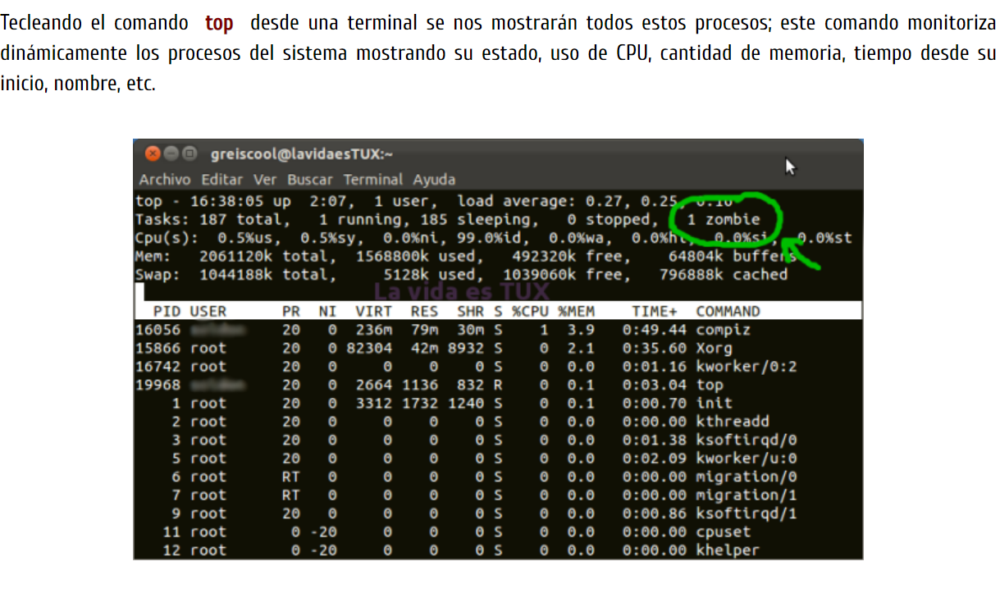 Tecleando el comando top desde una terminal se nos mostrarán todos estos procesos; este comando monitoriza
dinámicamente los procesos del sistema mostrando su estado, uso de CPU, cantidad de memoria, tiempo desde su
inicio, nombre, etc.
greiscool@lavidaesTUX:~
Archivo Editar Ver Buscar Terminal Ayuda
top - 16:38:05 up 2:07, 1 user, load average: 0.27, 0.25,
Tasks: 187 total, 1 running, 185 sleeping, 0 stopped, 1 zombie
Cpu(s): 0.5%us, 0.5%sy, 0.0%ni, 99.0%id, 0.0%wa, 0.0%hi, 0.0%si, 0.0%st
Mem: 2061120k total, 1568800k used, 492320k free, 64804k buffers
Swap: 1044188k total, 5128k used, 1039060k free, 796888k cached
La vida es TUX
PID USER PR NI VIRT RES SHR S %CPU %MEM TIME+ COMMAND
16056 20 0 236m 79m 30m S 1 3.9 0:49.44 compiz
15866 root 20 0 82304 42m 8932 S 0 2.1 0:35.60 Xorg
16742 root 20 0 0 0 0 S 0 0.0 0:01.16 kworker/0:2
19968 20 0 2664 1136 832 R 0 0.1 0:03.04 top
1 root 20 0 3312 1732 1240 S 0 0.1 0:00.70 init
2 root 20 0 0 0 0 S 0 0.0 0:00.00 kthreadd
3 root 20 0 0 0 0 S 0 0.0 0:01.38 ksoftirqd/0
5 root 20 0 0 0 0 S 0 0.0 0:02.09 kworker/u:0
6 root RT 0 0 0 0 S 0 0.0 0:00.00 migration/0
7 root RT 0 0 0 0 S 0 0.0 0:00.00 migration/1
9 root 20 0 0 0 0 S 0 0.0 0:00.86 ksoftirqd/1
11 root 0 -20 0 0 0 S 0 0.0 0:00.00 cpuset
12 root 0 -20 0 0 0 S 0 0.0 0:00.00 khelper